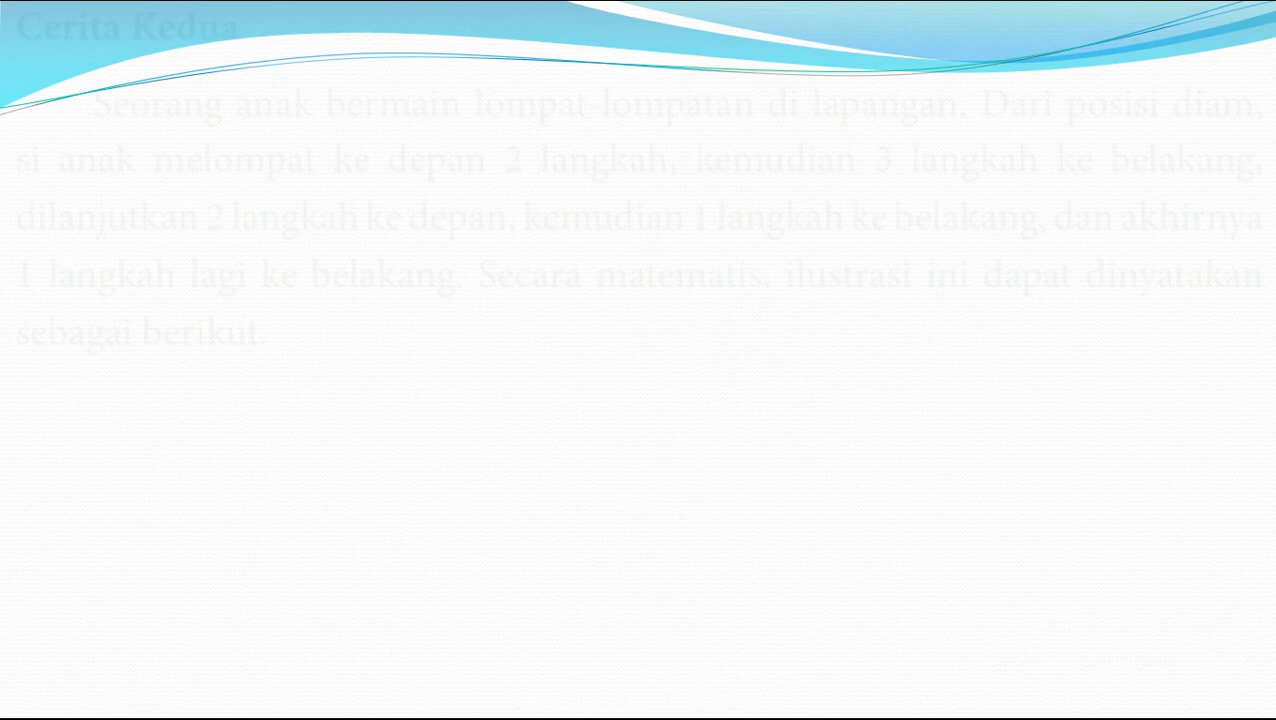 Cerita Kedua
Seorang anak bermain lompat-lompatan di lapangan. Dari posisi diam,
si anak melompat ke depan 2 langkah, kemudian 3 langkah ke belakang,
dilanjutkan 2 langkah ke depan, kemudian 1 langkah ke belakang, dan akhirnya
1 langkah lagi ke belakang. Secara matematis, ilustrasi ini dapat dinyatakan
sebagai berikut.